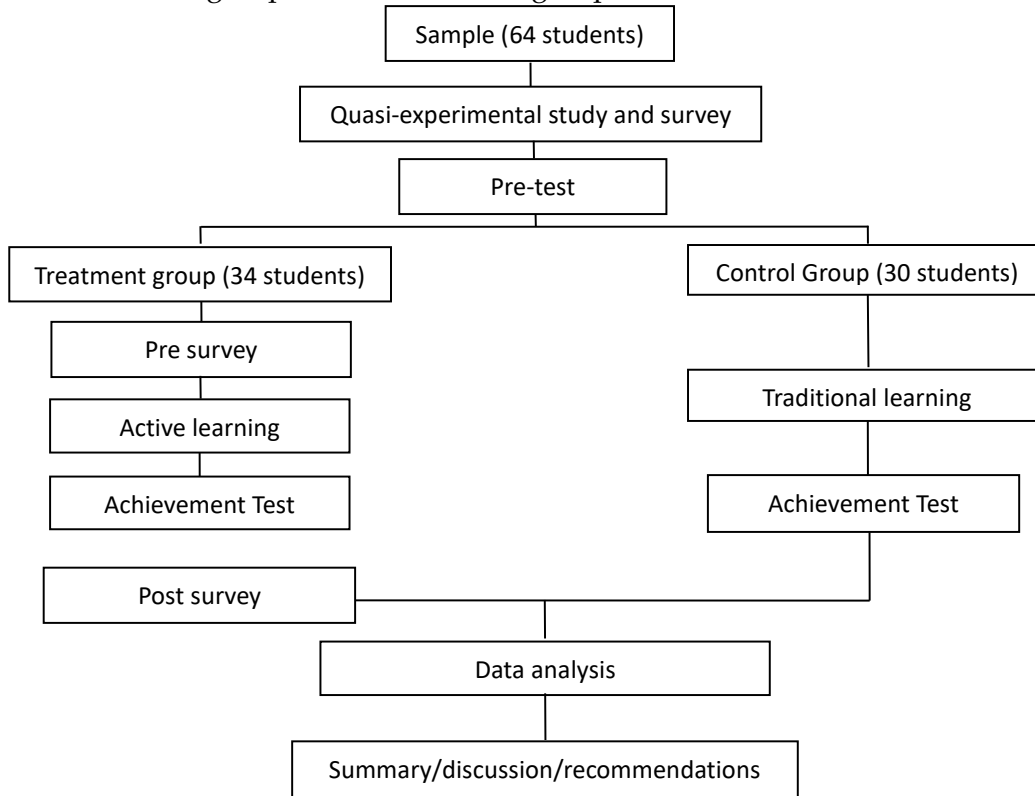 Sample (64 students)
Quasi-experimental study and survey
Pre-test
Treatment group (34 students)
Control Group (30 students)
Pre survey
Active learning
Traditional learning
Achievement Test
Achievement Test
Post survey
Data analysis
Summary/discussion/recommendations